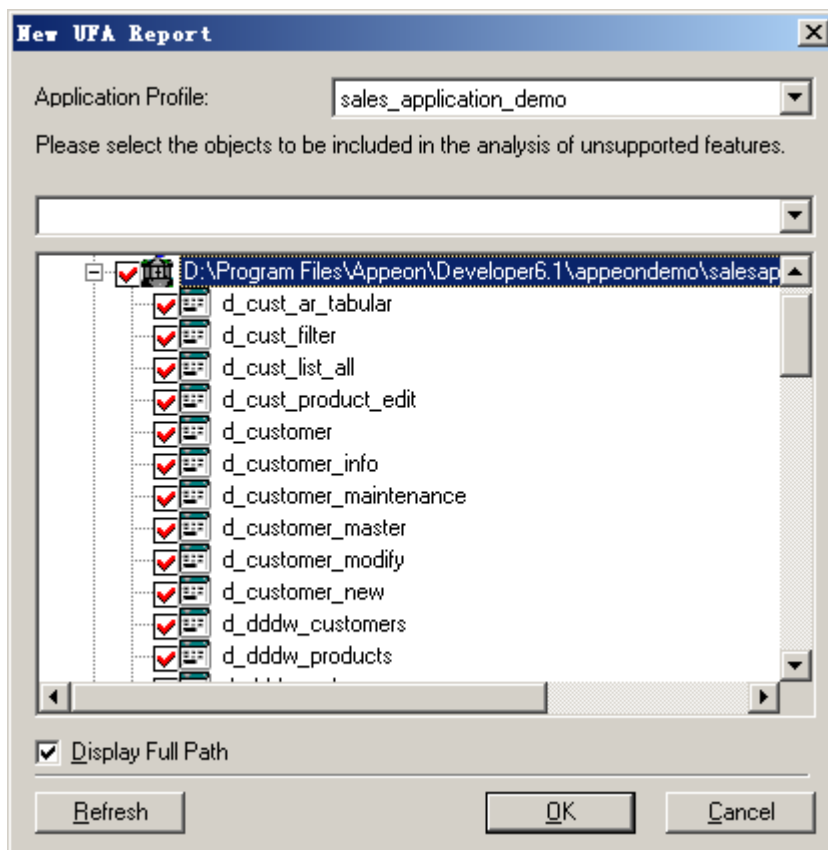 New UFA Report
Application Profile: sales_application_demo
Please select the objects to be included in the analysis of unsupported features.
D:\Program Files\Appeon\Developer6.1\appeondemo\salesap
d_cust_ar_tabular
d_cust_filter
d_cust_list_all
d_cust_product_edit
d_customer
d_customer_info
d_customer_maintenance
d_customer_master
d_customer_modify
d_customer_new
d_dddw_customers
d_dddw_products
Display Full Path
Refresh OK Cancel